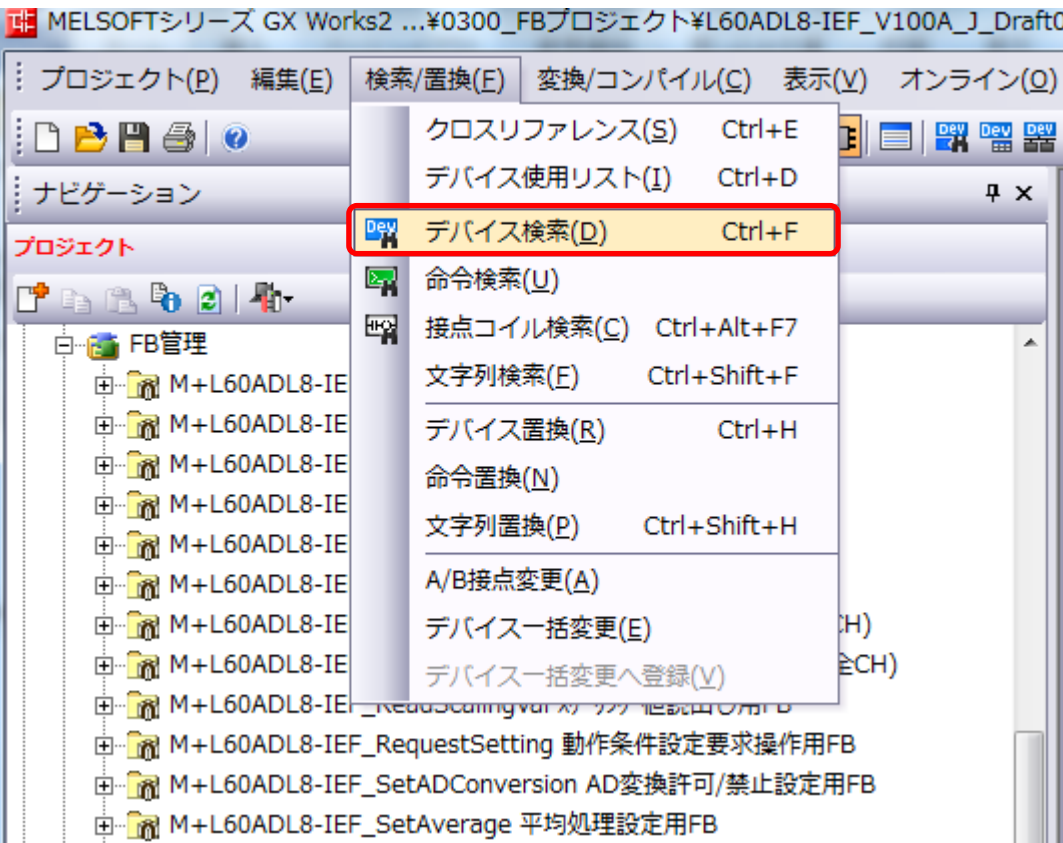 MELSOFTシリーズ GX Works2 ...¥0300_FBプロジェクト¥L60ADL8-IEF_V100A_J_Draft
プロジェクト(P) 編集(E) 検索/置換(F) 変換/コンパイル(C) 表示(V) オンライン(O)
クロスリファレンス(S) Ctrl+E
Dev Dev Dev
デバイス使用リスト(I) Ctrl+D
ナビゲーション
Dev デバイス検索(D) Ctrl+F
プロジェクト
命令検索(U)
接点コイル検索(C) Ctrl+Alt+F7
FB管理
文字列検索(F) Ctrl+Shift+F
M+L60ADL8-IE
M+L60ADL8-IE
デバイス置換(R) Ctrl+H
M+L60ADL8-IE
命令置換(N)
M+L60ADL8-IE
文字列置換(P) Ctrl+Shift+H
M+L60ADL8-IE
A/B接点変更(A)
M+L60ADL8-IE
デバイス一括変更(E)
M+L60ADL8-IE CH)
デバイス一括変更へ登録(V)
M+L60ADL8-IE 全CH)
M+L60ADL8-IEF_ReadScalingVal
M+L60ADL8-IEF_RequestSetting 動作条件設定要求操作用FB
M+L60ADL8-IEF_SetADConversion AD変換許可/禁止設定用FB
M+L60ADL8-IEF_SetAverage 平均処理設定用FB